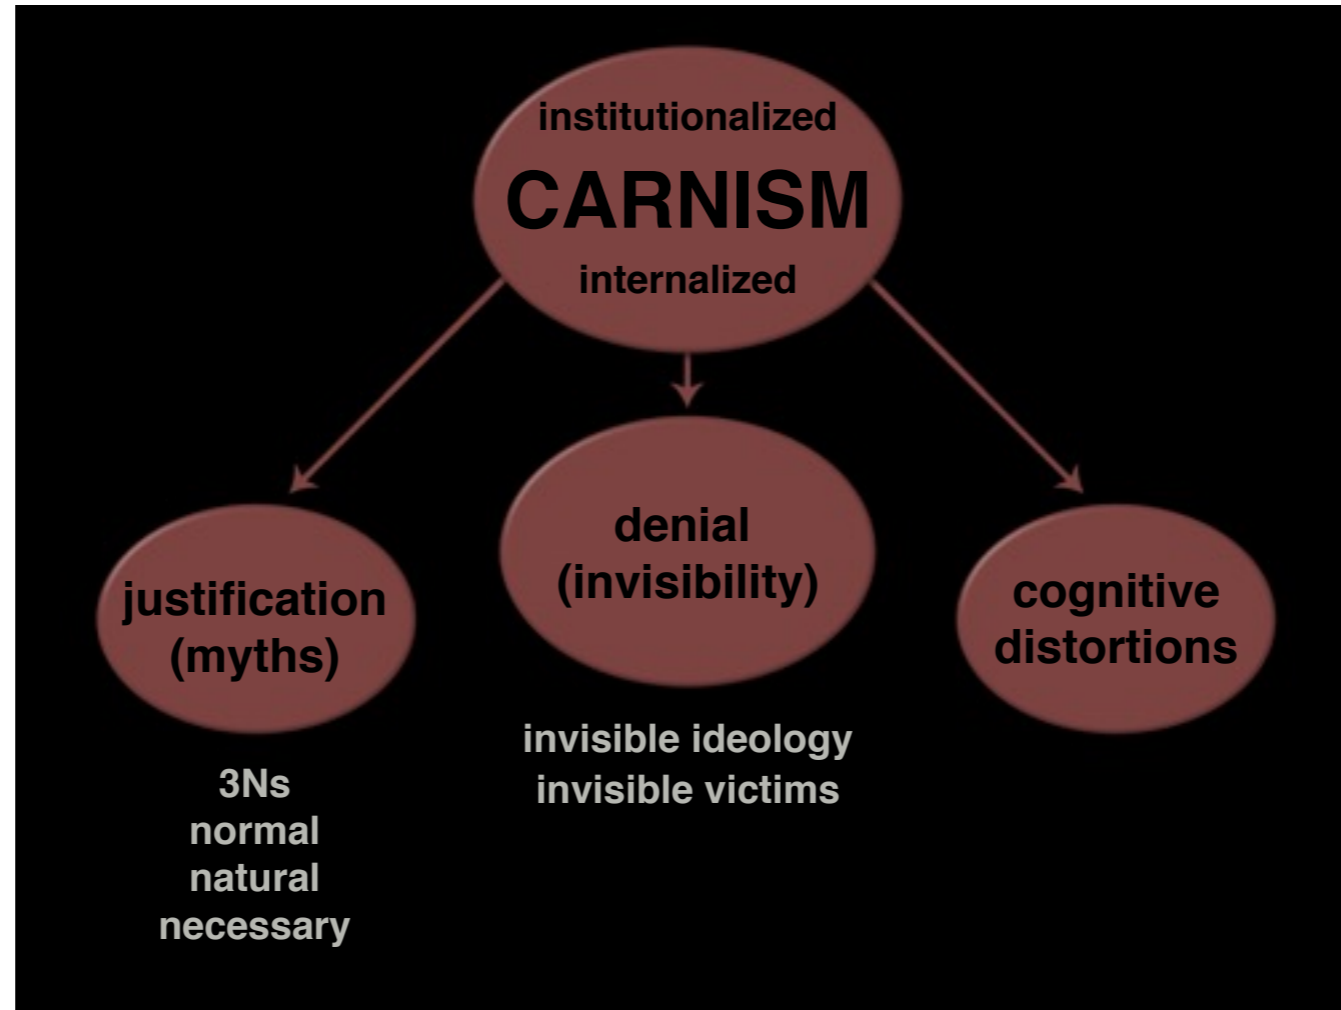 institutionalized
CARNISM
internalized
justification
(myths)
3Ns
normal
natural
necessary
denial
(invisibility)
invisible ideology
invisible victims
cognitive
distortions